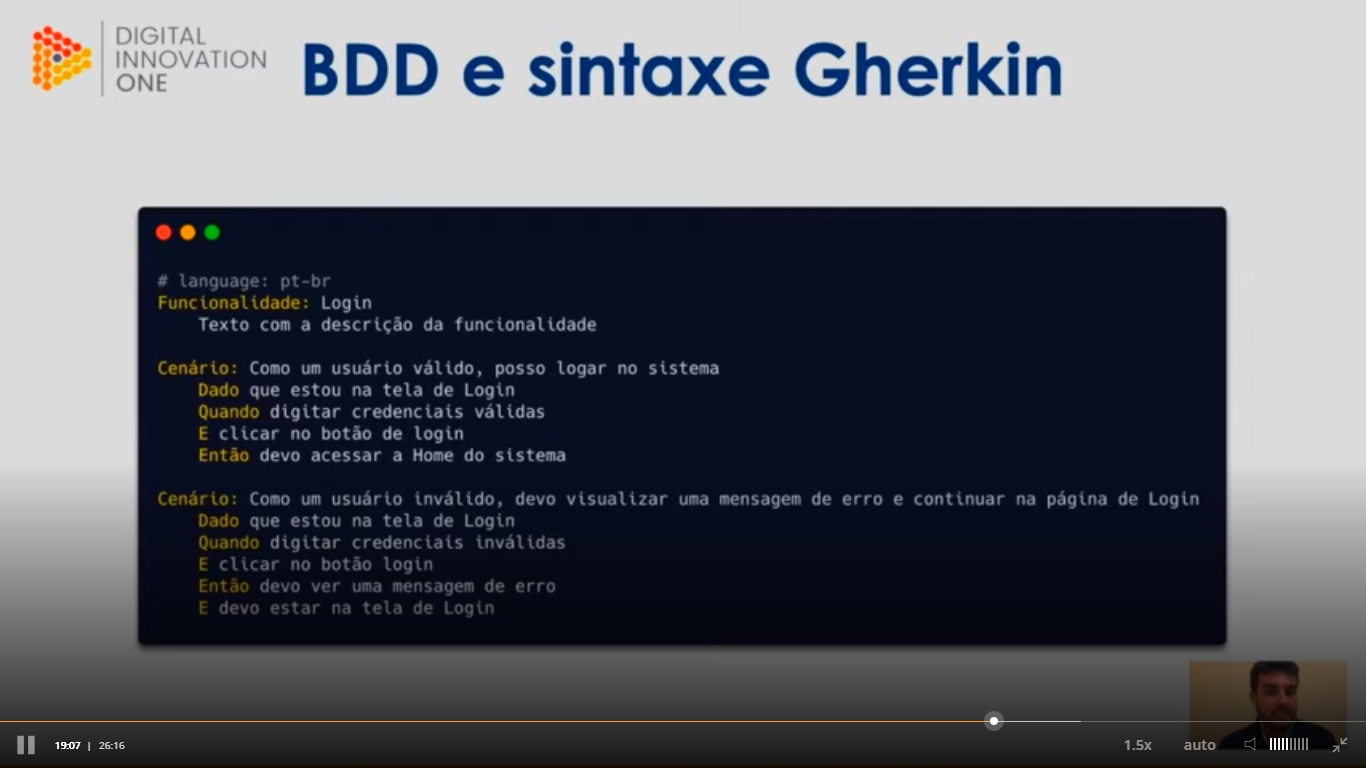 DIGITAL
INNOVATION
ONE
BDD e sintaxe Gherkin
# language: pt-br
Funcionalidade: Login
Texto com a descrição da funcionalidade
Cenário: Como um usuário válido, posso logar no sistema
Dado que estou na tela de Login
Quando digitar credenciais válidas
E clicar no botão de login
Então devo acessar a Home do sistema
Cenário: Como um usuário inválido, devo visualizar uma mensagem de erro e continuar na página de Login
Dado que estou na tela de Login
Quando digitar credenciais inválidas
E clicar no botão login
Então devo ver uma mensagem de erro
E devo estar na tela de Login
19:07 | 26:16
1.5x
auto